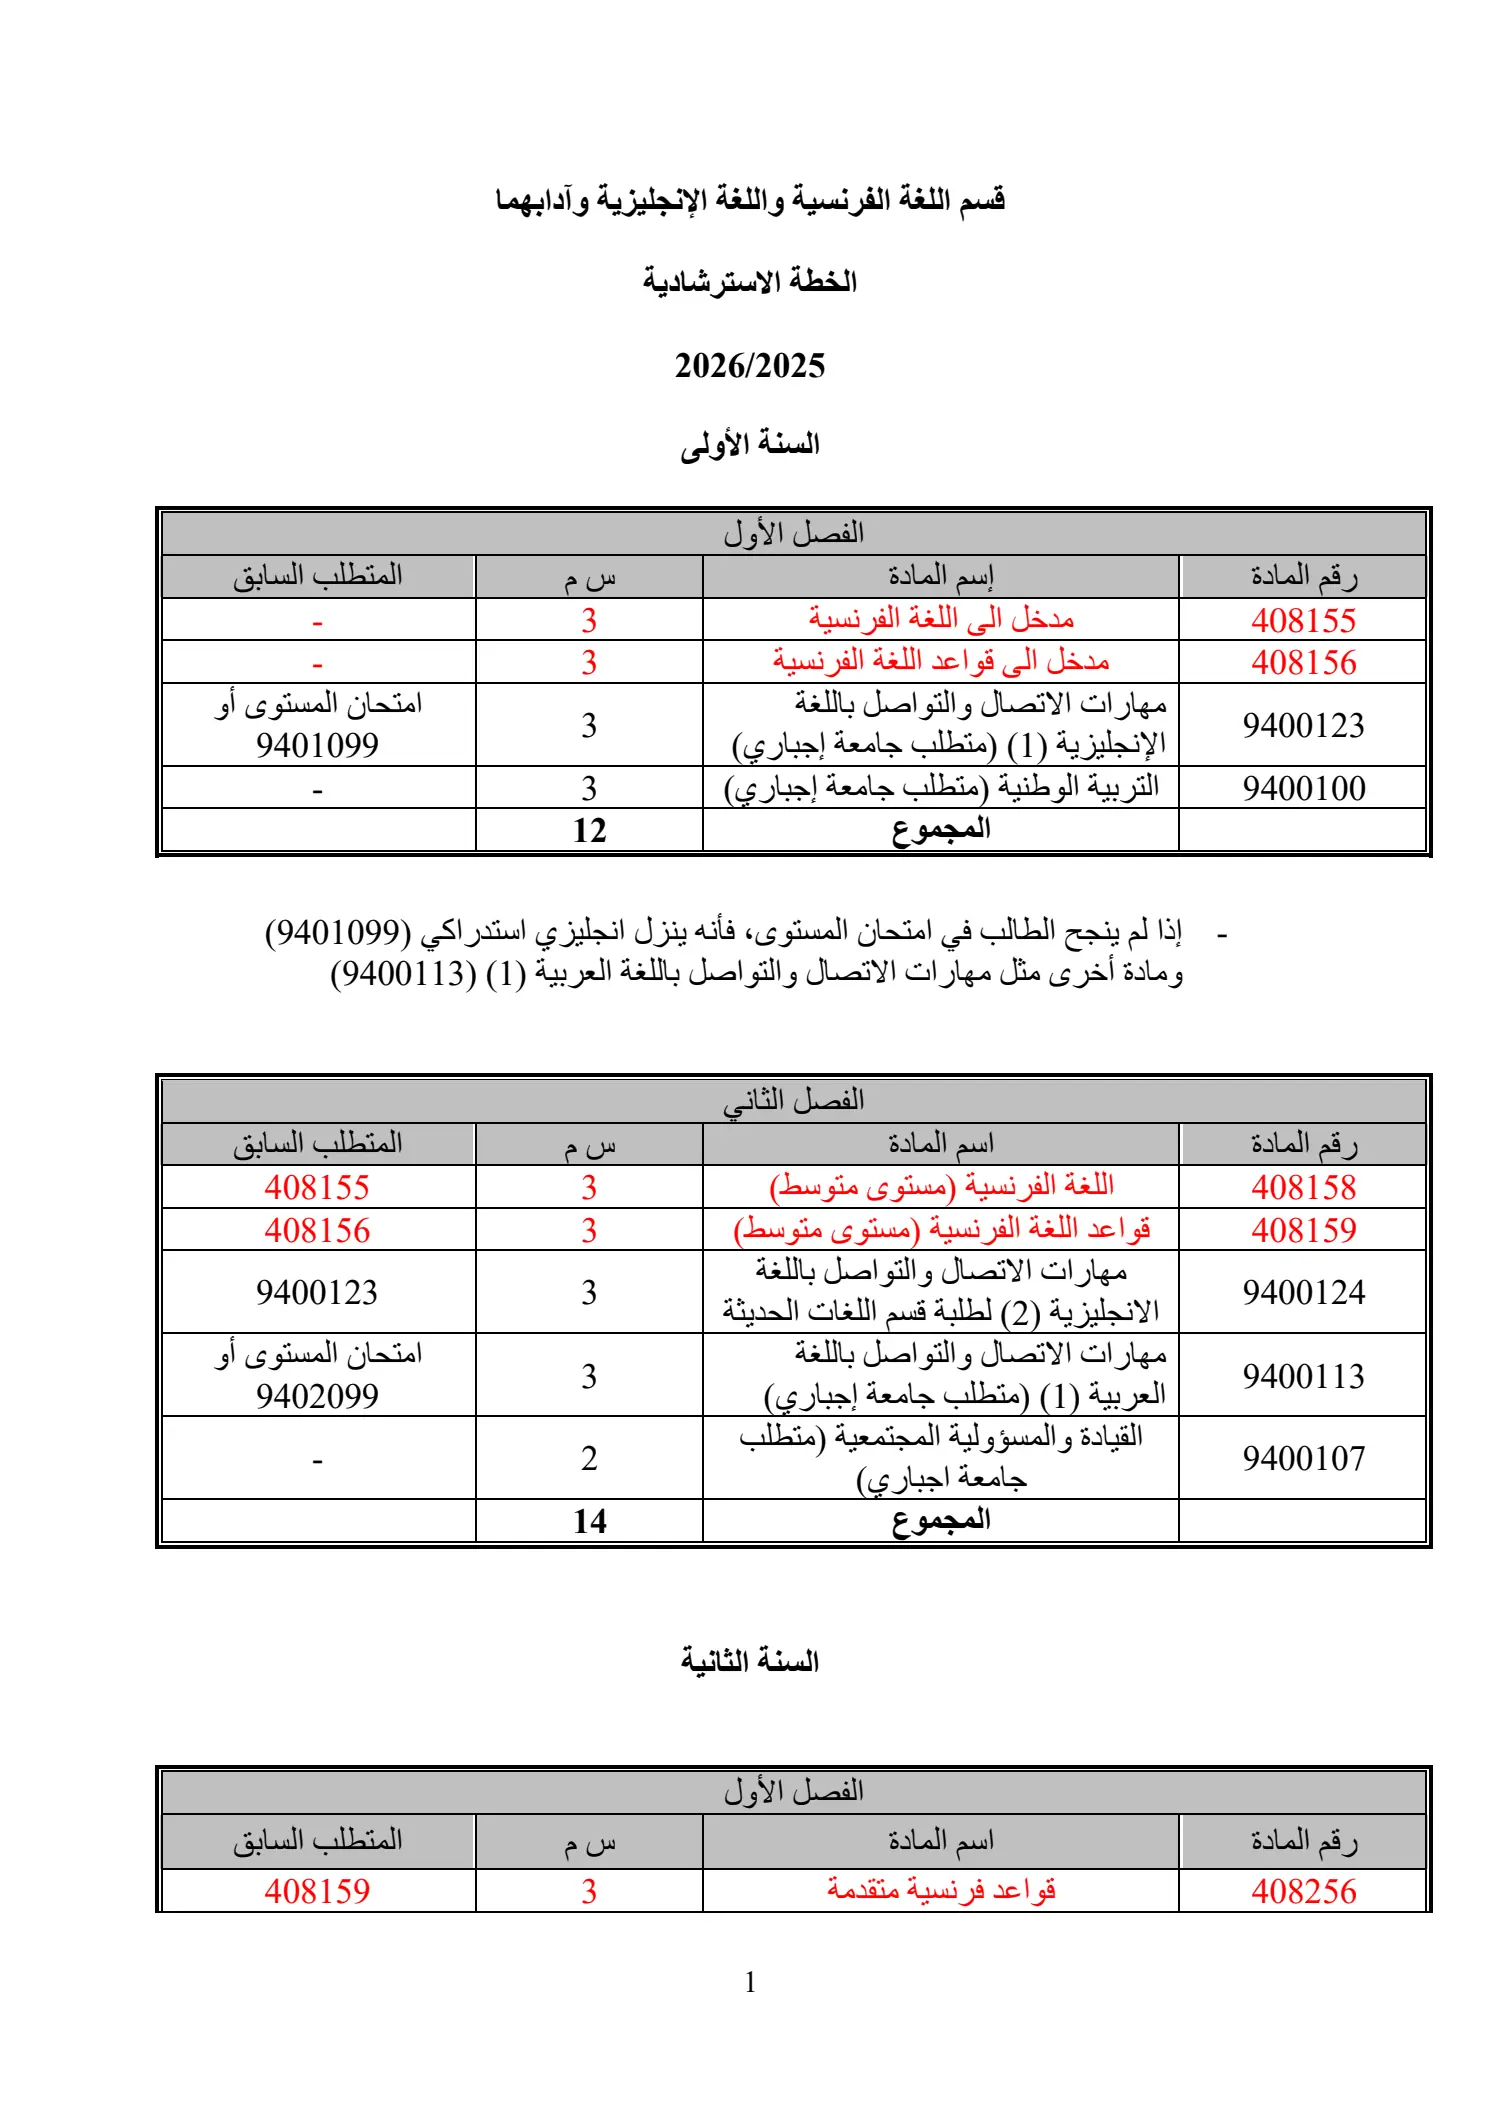 قسم اللغة الفرنسية واللغة الإنجليزية وآدابهما
الخطة الاسترشادية
2026/2025
السنة الأولى
الفصل الأول
رقم المادة إسم المادة س م المتطلب السابق
408155 مدخل الى اللغة الفرنسية 3 -
408156 مدخل الى قواعد اللغة الفرنسية 3 -
9400123 مهارات الاتصال والتواصل باللغة
الإنجليزية (1) (متطلب جامعة إجباري) 3 امتحان المستوى أو
9401099
9400100 التربية الوطنية (متطلب جامعة إجباري) 3 -
المجموع 12
- إذا لم ينجح الطالب في امتحان المستوى، فأنه ينزل انجليزي استدراكي (9401099)
ومادة أخرى مثل مهارات الاتصال والتواصل باللغة العربية (1) (9400113)
الفصل الثاني
رقم المادة اسم المادة س م المتطلب السابق
408158 اللغة الفرنسية (مستوى متوسط) 3 408155
408159 قواعد اللغة الفرنسية (مستوى متوسط) 3 408156
9400124 مهارات الاتصال والتواصل باللغة
الانجليزية (2) لطلبة قسم اللغات الحديثة 3 9400123
9400113 مهارات الاتصال والتواصل باللغة
العربية (1) (متطلب جامعة إجباري) 3 امتحان المستوى أو
9402099
9400107 القيادة والمسؤولية المجتمعية (متطلب
جامعة اجباري) 2 -
المجموع 14
السنة الثانية
الفصل الأول
رقم المادة اسم المادة س م المتطلب السابق
408256 قواعد فرنسية متقدمة 3 408159
1